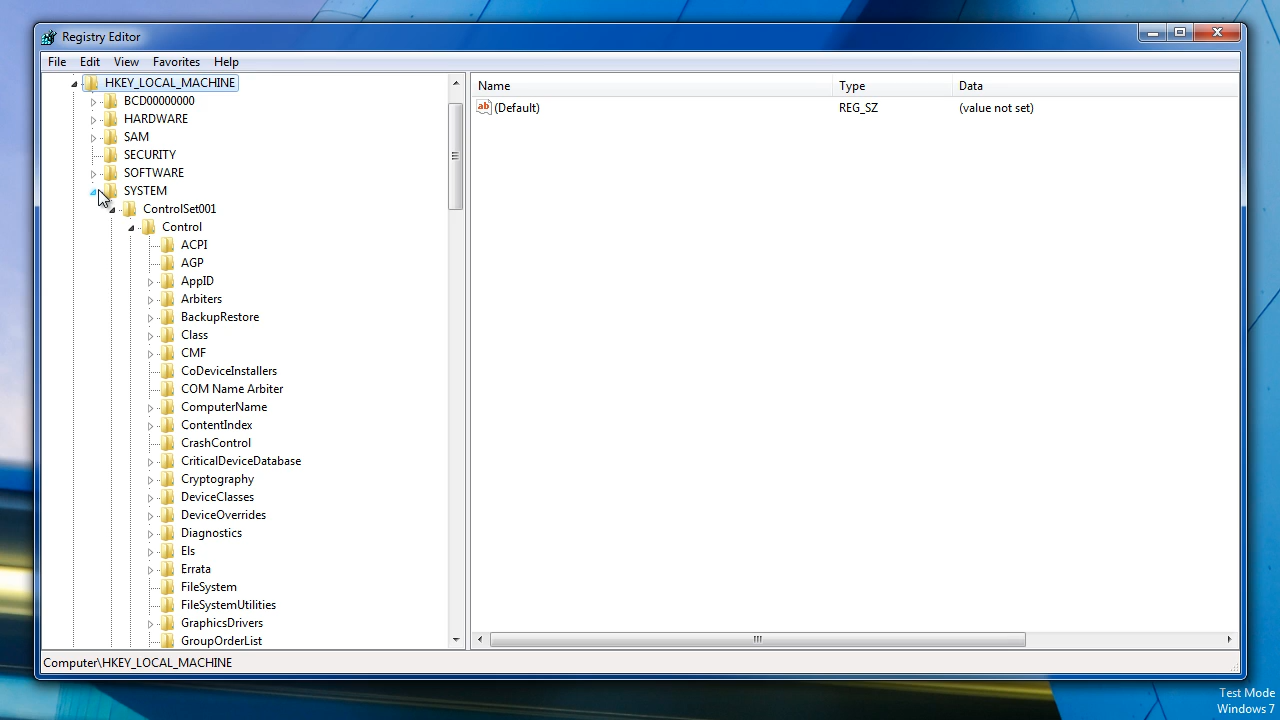 Registry Editor
File Edit View Favorites Help
HKEY_LOCAL_MACHINE
BCD00000000
HARDWARE
SAM
SECURITY
SOFTWARE
SYSTEM
ControlSet001
Control
ACPI
AGP
AppID
Arbiters
BackupRestore
Class
CMF
CoDeviceInstallers
COM Name Arbiter
ComputerName
ContentIndex
CrashControl
CriticalDeviceDatabase
Cryptography
DeviceClasses
DeviceOverrides
Diagnostics
Els
Errata
FileSystem
FileSystemUtilities
GraphicsDrivers
GroupOrderList
Name Type Data
ab (Default) REG_SZ (value not set)
Computer\HKEY_LOCAL_MACHINE
Test Mode
Windows 7